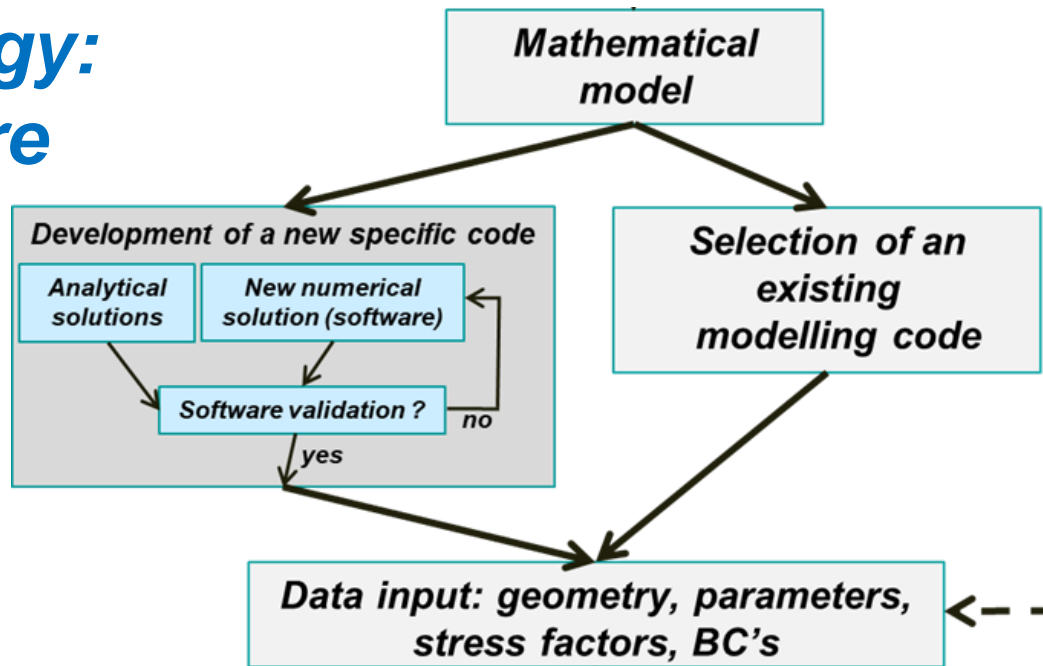 gy:
re
Mathematical
model
Development of a new specific code
Analytical
solutions
New numerical
solution (software)
Software validation ?
no
yes
Selection of an
existing
modelling code
Data input: geometry, parameters,
stress factors, BC's